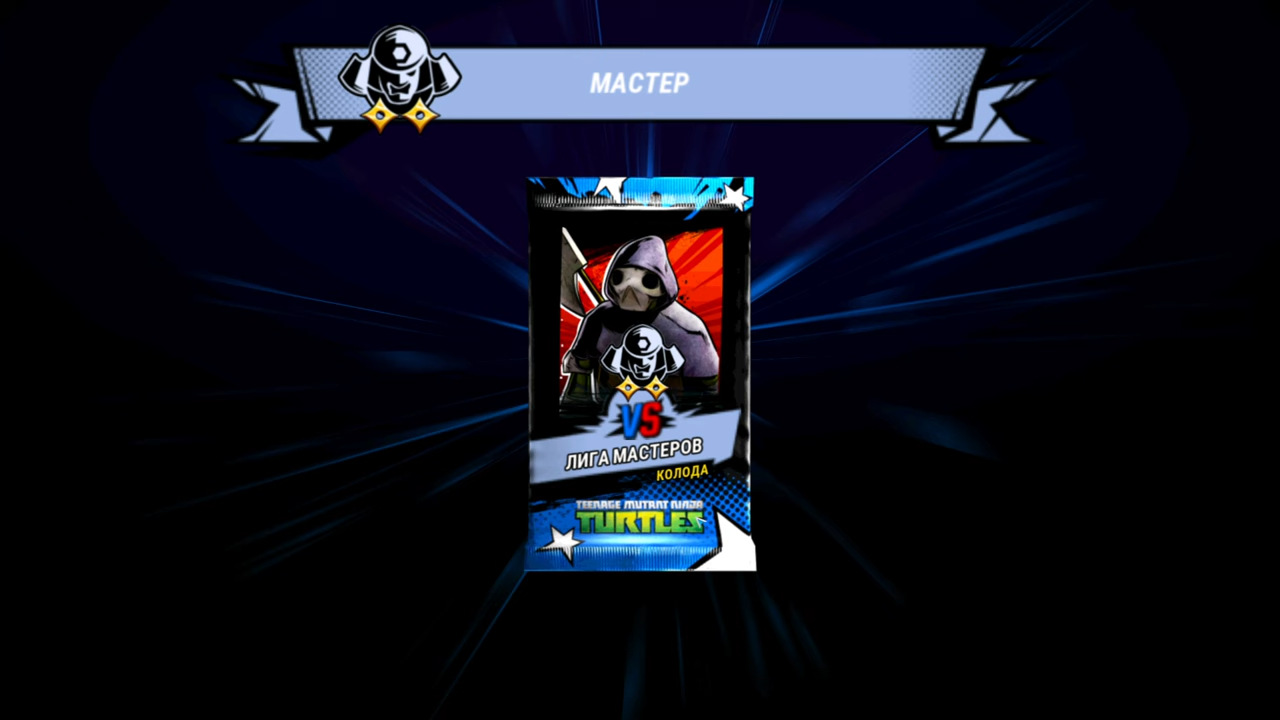 МАСТЕР
VS
ЛИГА МАСТЕРОВ
КОЛОДА
TEENAGE MUTANT NINJA
TURTLES